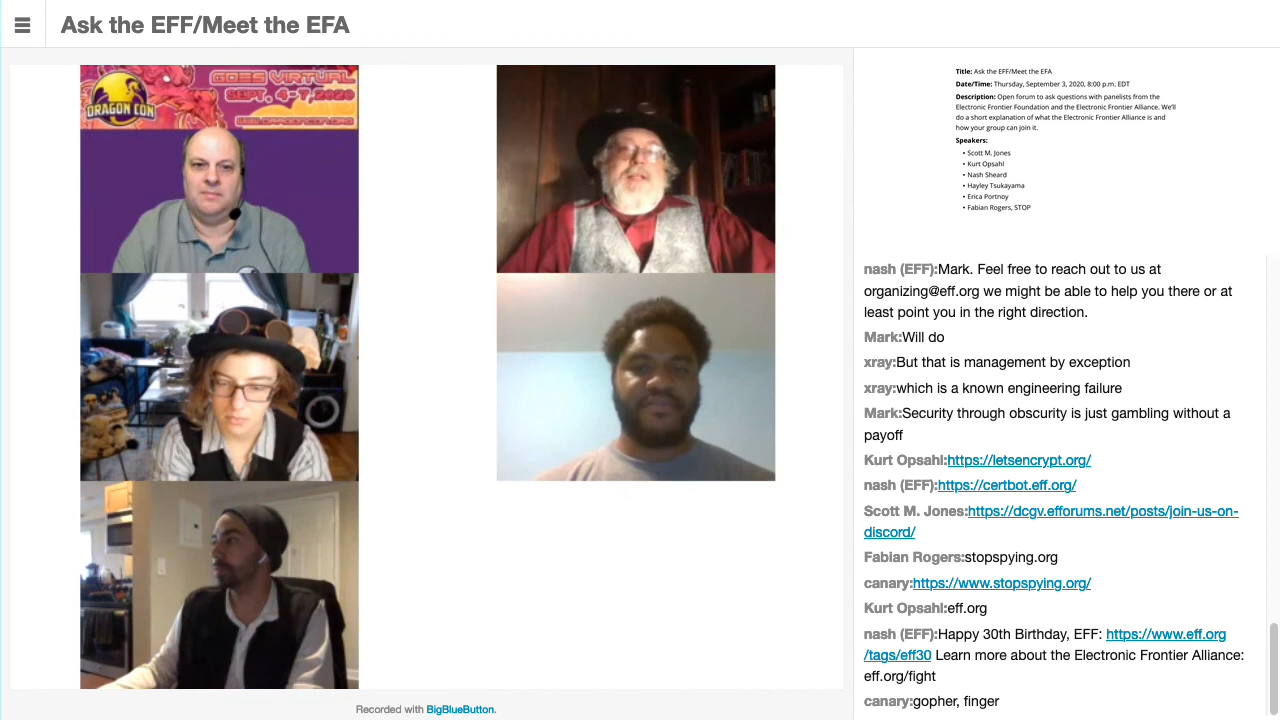 Ask the EFF/Meet the EFA
GOES VIRTUAL
SEPT. 4-7, 2020
DRAGON CON
Title: Ask the EFF/Meet the EFA
Date/Time: Thursday, September 3, 2020, 8:00 p.m. EDT
Description: Open forum to ask questions with panelists from the
Electronic Frontier Foundation and the Electronic Frontier Alliance. We'll
do a short explanation of what the Electronic Frontier Alliance is and
how your group can join it.
Speakers:
• Scott M. Jones
• Kurt Opsahl
• Nash Sheard
• Hayley Tsukayama
• Erica Portnoy
• Fabian Rogers, STOP
nash (EFF):Mark. Feel free to reach out to us at
organizing@eff.org we might be able to help you there or at
least point you in the right direction.
Mark:Will do
xray:But that is management by exception
xray:which is a known engineering failure
Mark:Security through obscurity is just gambling without a
payoff
Kurt Opsahl:https://letsencrypt.org/
nash (EFF):https://certbot.eff.org/
Scott M. Jones:https://dcgv.efforums.net/posts/join-us-on-
discord/
Fabian Rogers:stopspying.org
canary:https://www.stopspying.org/
Kurt Opsahl:eff.org
nash (EFF):Happy 30th Birthday, EFF: https://www.eff.org
/tags/eff30 Learn more about the Electronic Frontier Alliance:
eff.org/fight
canary:gopher, finger
Recorded with BigBlueButton.